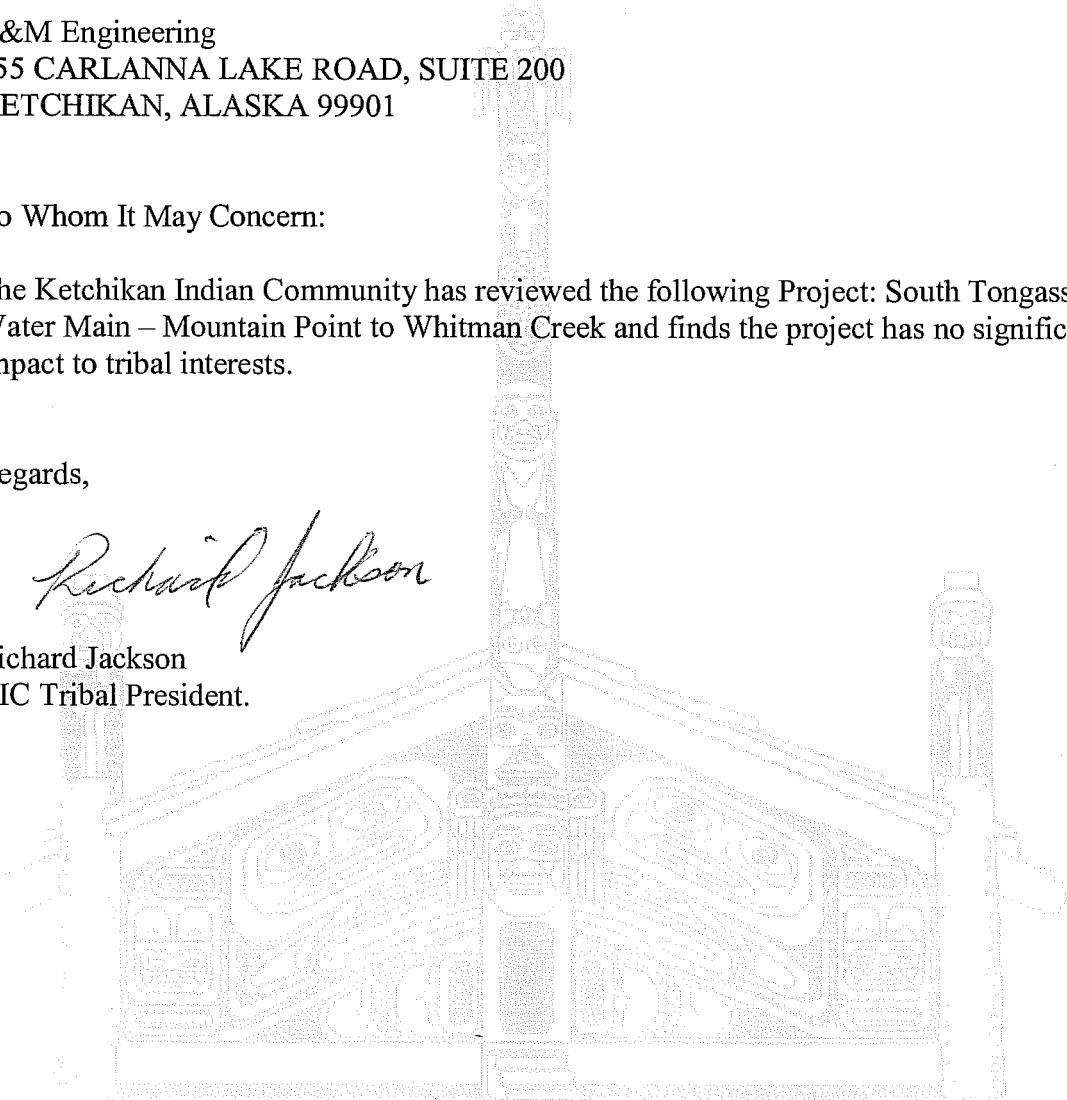 &M Engineering
55 CARLANNA LAKE ROAD, SUITE 200
ETCHIKAN, ALASKA 99901
o Whom It May Concern:
he Ketchikan Indian Community has reviewed the following Project: South Tongass
Vater Main – Mountain Point to Whitman Creek and finds the project has no signific
npact to tribal interests.
egards,
Richard Jackson
ichard Jackson
IC Tribal President.